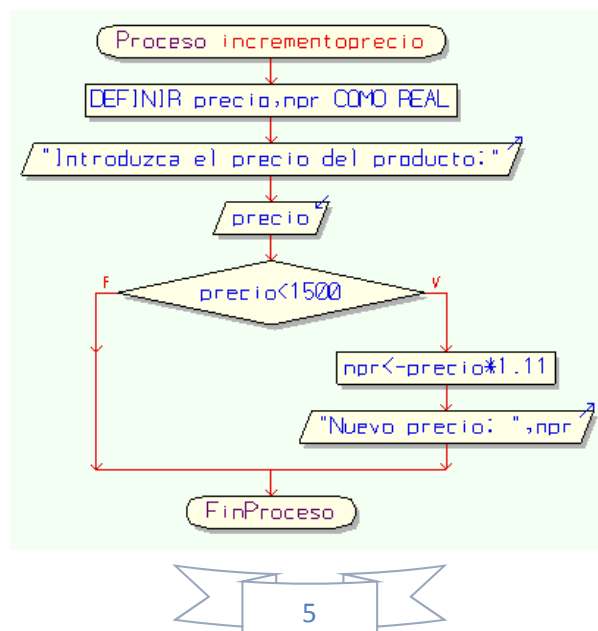 Proceso incrementoprecio
DEFINIR precio,npr COMO REAL
"Introduzca el precio del producto:"
precio
precio<1500
F
V
npr<-precio*1.11
"Nuevo precio: ",npr
FinProceso
5